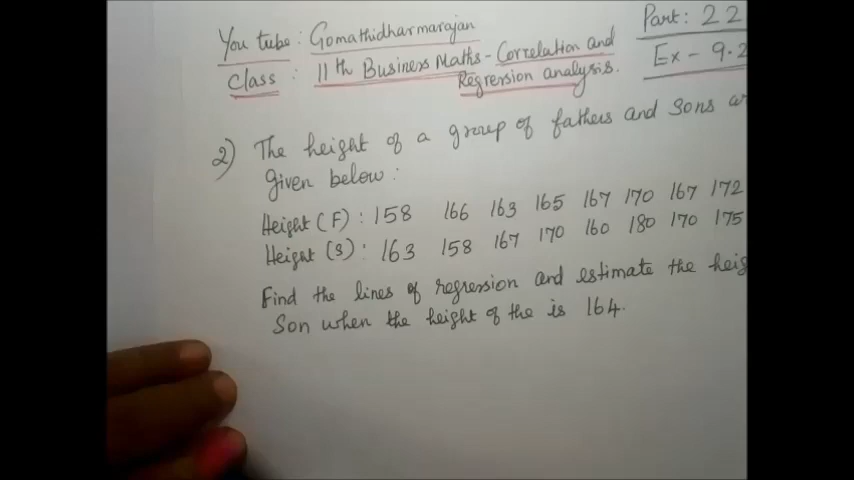 You tube : Gomathidharmarajan
Part: 22
Class : 11th Business Maths - Correlation and
Regression analysis.
Ex - 9.2
2) The height of a group of fathers and sons
given below :
Height (F) : 158 166 163 165 167 170 167 172
Height (S) : 163 158 167 170 160 180 170 175
Find the lines of regression and estimate the
Son when the height of the is 164.